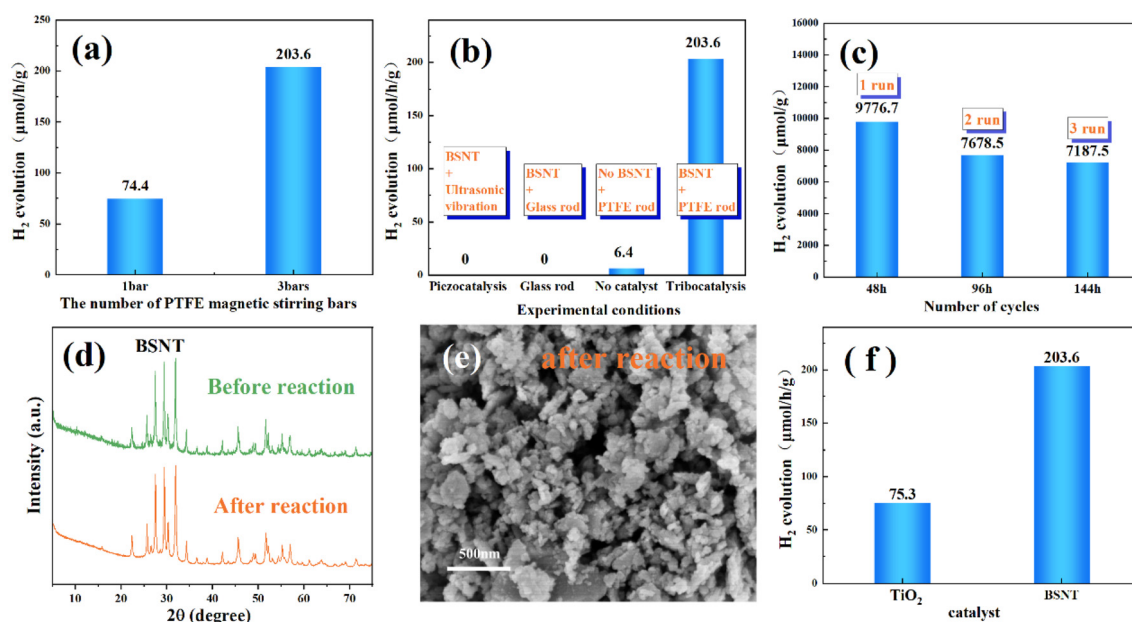 (a)
H2 evolution（μmol/h/g）
250
200
150
100
50
0
74.4
203.6
1bar
3bars
The number of PTFE magnetic stirring bars
(b)
H2 evolution（μmol/h/g）
200
150
100
50
0
203.6
BSNT
+
Ultrasonic
vibration
BSNT
+
Glass rod
No BSNT
+
PTFE rod
BSNT
+
PTFE rod
0
0
6.4
Piezocatalysis
Glass rod
No catalyst
Tribocatalysis
Experimental conditions
(c)
H2 evolution（μmol/g）
16000
14000
12000
10000
8000
6000
4000
2000
0
1 run
9776.7
2 run
7678.5
3 run
7187.5
48h
96h
144h
Number of cycles
(d)
BSNT
Before reaction
After reaction
Intensity (a.u.)
10
20
30
40
50
60
70
2θ (degree)
(e)
after reaction
500nm
(f)
H2 evolution（μmol/h/g）
200
150
100
50
0
75.3
203.6
TiO2
BSNT
catalyst